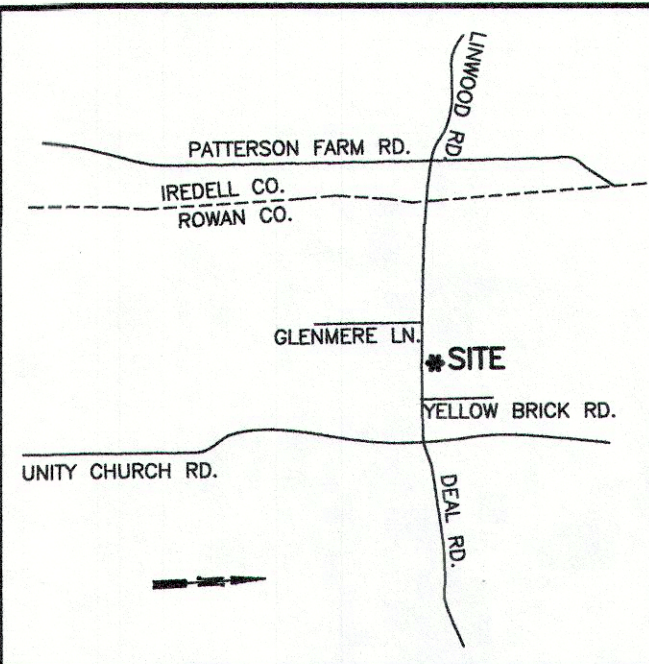 LINWOOD RD.
PATTERSON FARM RD.
IREDELL CO.
ROWAN CO.
GLENMERE LN.
*SITE
YELLOW BRICK RD.
UNITY CHURCH RD.
DEAL RD.